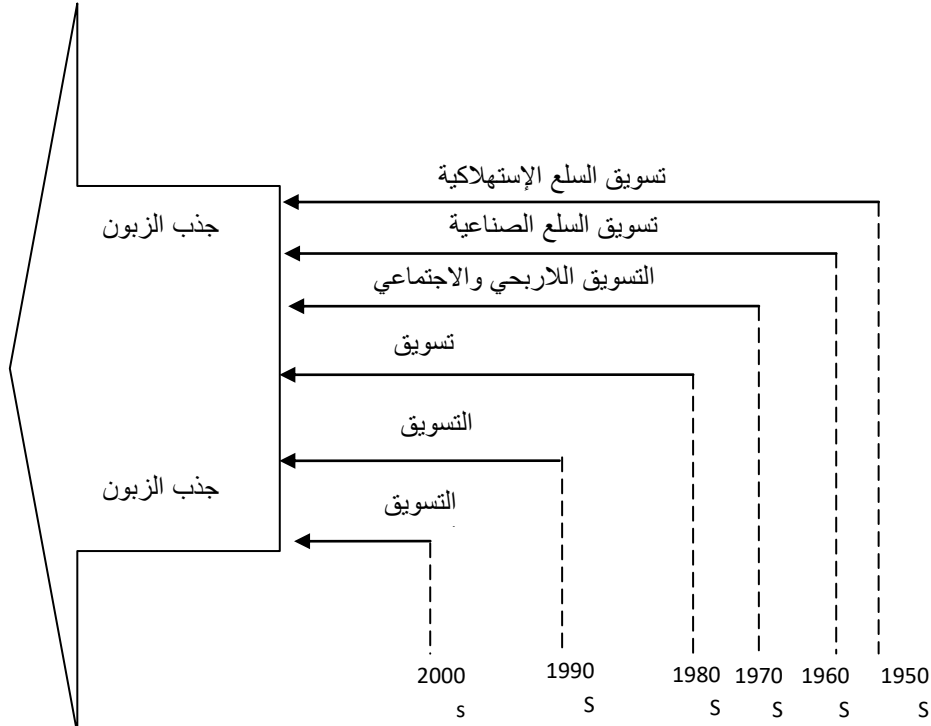 تسويق السلع الإستهلاكية
تسويق السلع الصناعية
جذب الزبون
التسويق اللاربحي والاجتماعي
تسويق
التسويق
جذب الزبون
التسويق
1950 S
1960 S
1970 S
1980 S
1990 S
2000 s